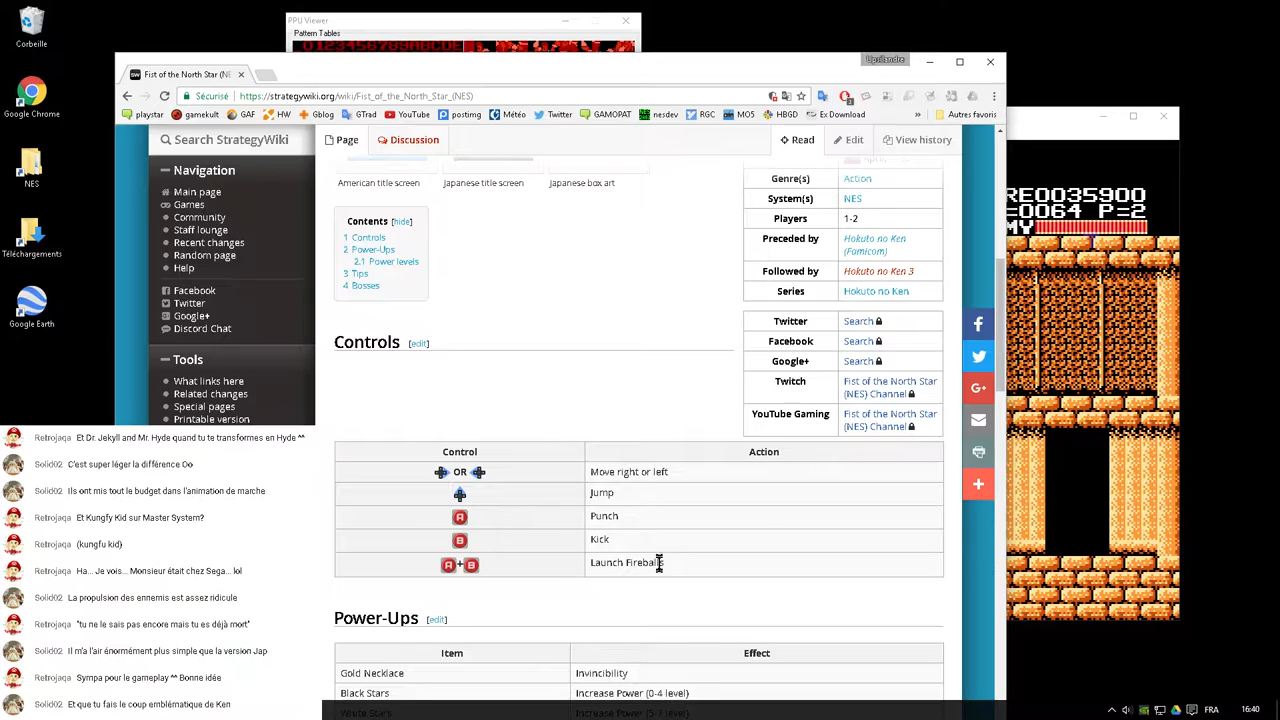 Corbeille
Google Chrome
NES
Téléchargements
Google Earth
PPU Viewer
Pattern Tables
0123456789ABCDE
Upsilandre
Fist of the North Star (NE
Sécurisé
https://strategywiki.org/wiki/Fist_of_the_North_Star_(NES)
playstar
gamekult
GAF
HW
Gblog
GTrad
YouTube
postimg
Météo
Twitter
GAMOPAT
nesdev
RGC
MO5
HBGD
Ex Download
»
Autres favoris
Search StrategyWiki
Page
Discussion
Read
Edit
View history
Navigation
Main page
Games
Community
Staff lounge
Recent changes
Random page
Help
Facebook
Twitter
Google+
Discord Chat
Tools
What links here
Related changes
Special pages
Printable version
American title screen
Japanese title screen
Japanese box art
Contents [hide]
1 Controls
2 Power-Ups
2.1 Power levels
3 Tips
4 Bosses
Genre(s) Action
System(s) NES
Players 1-2
Preceded by Hokuto no Ken
(Famicom)
Followed by Hokuto no Ken 3
Series Hokuto no Ken
Twitter Search
Facebook Search
Google+ Search
Twitch Fist of the North Star
(NES) Channel
YouTube Gaming Fist of the North Star
(NES) Channel
Controls [edit]
Control Action
OR Move right or left
Jump
A Punch
B Kick
A + B Launch Fireballs
Power-Ups [edit]
Item Effect
Gold Necklace Invincibility
Black Stars Increase Power (0-4 level)
White Stars Increase Power (5-7 level)
RE0035900
=0064 P=2
MY
Retrojaqa Et Dr. Jekyll and Mr. Hyde quand tu te transformes en Hyde ^^
Solid02 C'est super léger la différence Oo
Solid02 Ils ont mis tout le budget dans l'animation de marche
Retrojaqa Et Kungfy Kid sur Master System?
Retrojaqa (kungfu kid)
Retrojaqa Ha... Je vois... Monsieur était chez Sega... lol
Solid02 La propulsion des ennemis est assez ridicule
Retrojaqa "tu ne le sais pas encore mais tu es déjà mort"
Solid02 Il m'a l'air énormément plus simple que la version Jap
Retrojaqa Sympa pour le gameplay ^^ Bonne idée
Solid02 Et que tu fais le coup emblématique de Ken
FRA
16:40